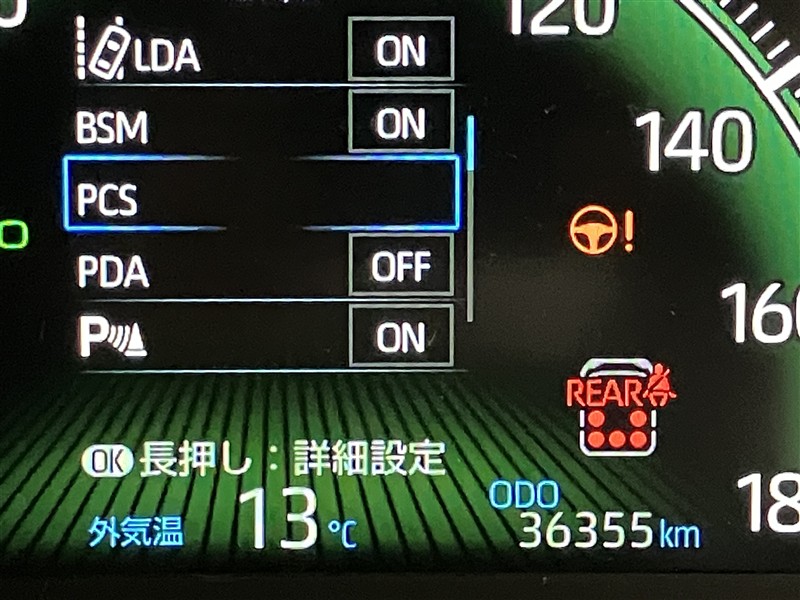 120
LDA ON
BSM ON
140
PCS
PDA OFF
160
P ON
REAR
OK 長押し：詳細設定
18
外気温 13℃
ODO
36355km